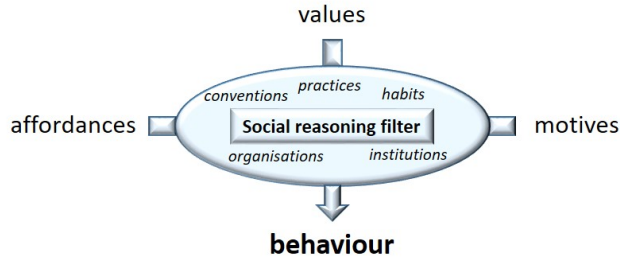 values
practices
conventions
habits
affordances
Social reasoning filter
motives
organisations
institutions
behaviour